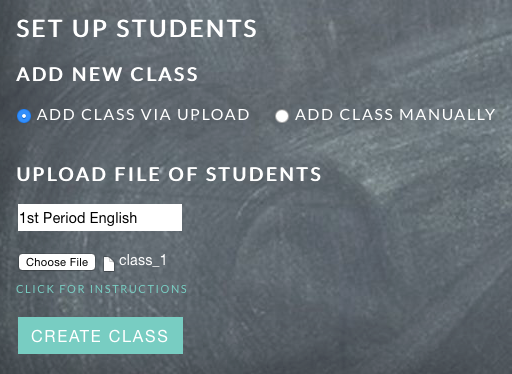 SET UP STUDENTS
ADD NEW CLASS
ADD CLASS VIA UPLOAD ADD CLASS MANUALLY
UPLOAD FILE OF STUDENTS
1st Period English
Choose File class_1
CLICK FOR INSTRUCTIONS
CREATE CLASS